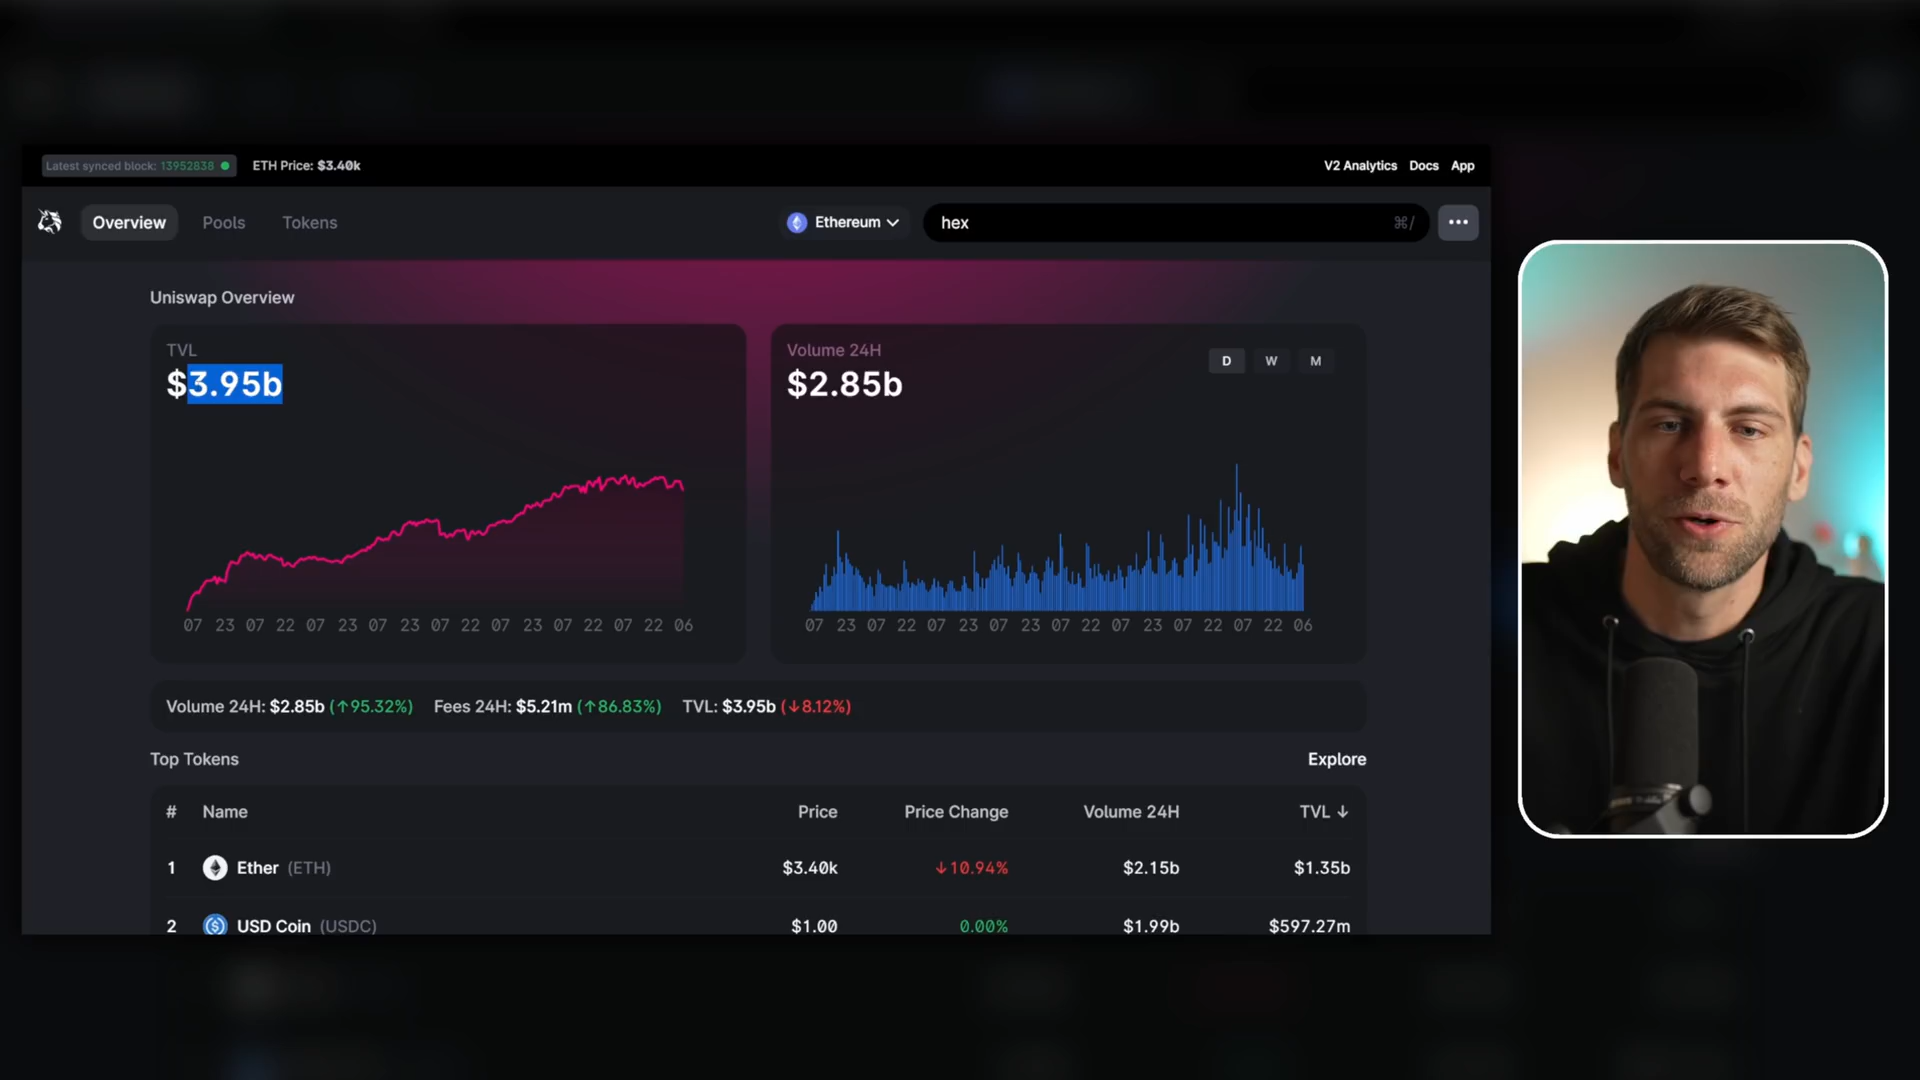 Latest synced block: 13952838 ETH Price: $3.40k V2 Analytics Docs App
Overview Pools Tokens Ethereum hex ⌘/
Uniswap Overview
TVL
$3.95b
07 23 07 22 07 23 07 23 07 22 07 23 07 22 07 22 06
Volume 24H
$2.85b
D W M
07 23 07 22 07 23 07 23 07 22 07 23 07 22 07 22 06
Volume 24H: $2.85b (↑95.32%) Fees 24H: $5.21m (↑86.83%) TVL: $3.95b (↓8.12%)
Top Tokens Explore
# Name Price Price Change Volume 24H TVL ↓
1 Ether (ETH) $3.40k ↓10.94% $2.15b $1.35b
2 USD Coin (USDC) $1.00 0.00% $1.99b $597.27m